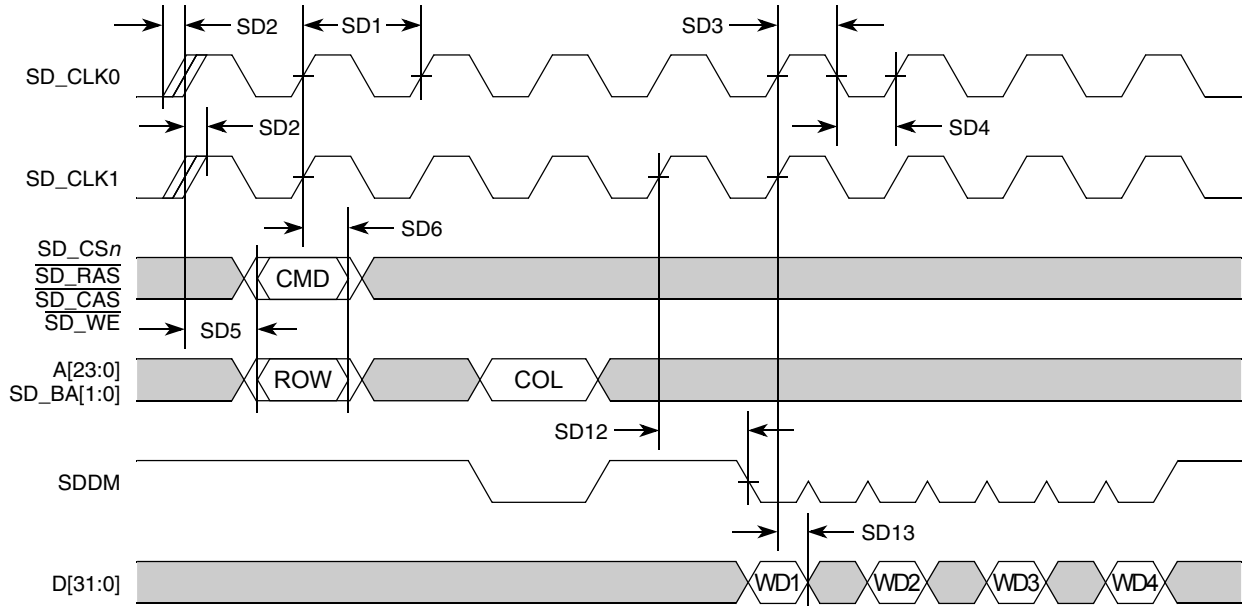 SD2
SD1
SD3
SD_CLK0
SD2
SD4
SD_CLK1
SD6
SD_CSn
SD_RAS
SD_CAS
SD_WE
CMD
SD5
A[23:0]
SD_BA[1:0]
ROW
COL
SD12
SDDM
SD13
D[31:0]
WD1
WD2
WD3
WD4